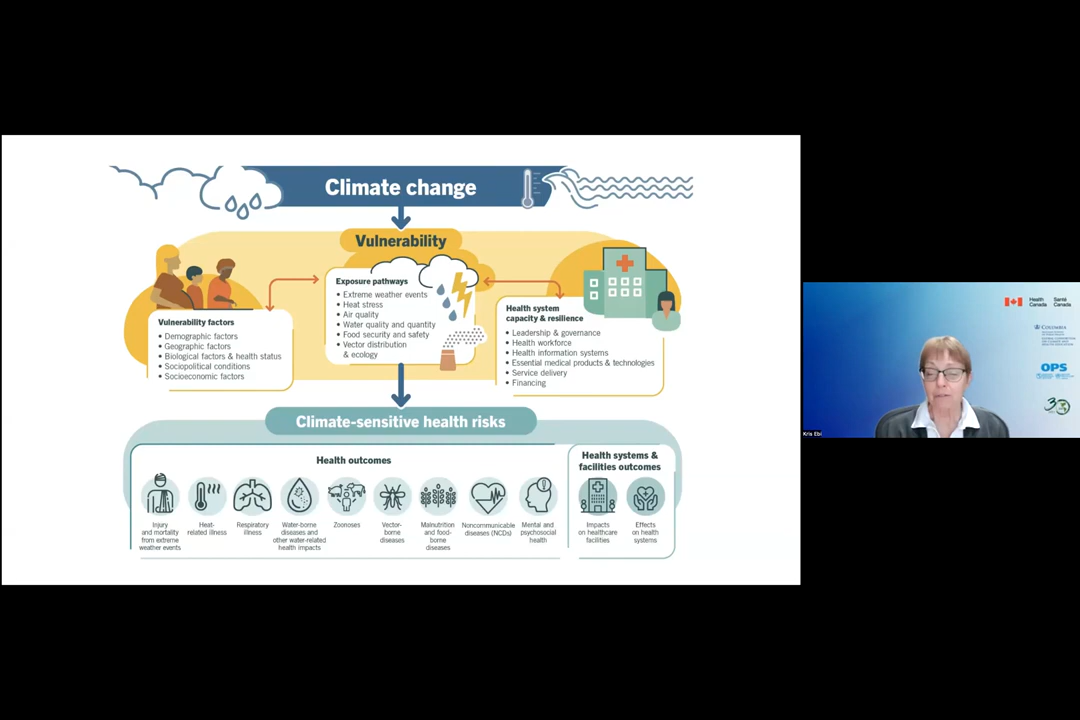 Climate change
Vulnerability
Vulnerability factors
• Demographic factors
• Geographic factors
• Biological factors & health status
• Sociopolitical conditions
• Socioeconomic factors
Exposure pathways
• Extreme weather events
• Heat stress
• Air quality
• Water quality and quantity
• Food security and safety
• Vector distribution
& ecology
Health system
capacity & resilience
• Leadership & governance
• Health workforce
• Health information systems
• Essential medical products & technologies
• Service delivery
• Financing
Climate-sensitive health risks
Health outcomes
Injury
and mortality
from extreme
weather events
Heat-
related illness
Respiratory
illness
Water-borne
diseases and
other water-related
health impacts
Zoonoses
Vector-
borne
diseases
Malnutrition
and food-
borne
diseases
Noncommunicable
diseases (NCDs)
Mental and
psychosocial
health
Health systems &
facilities outcomes
Impacts
on healthcare
facilities
Effects
on health
systems
Health
Canada
Santé
Canada
COLUMBIA
OPS
Kris Ebi